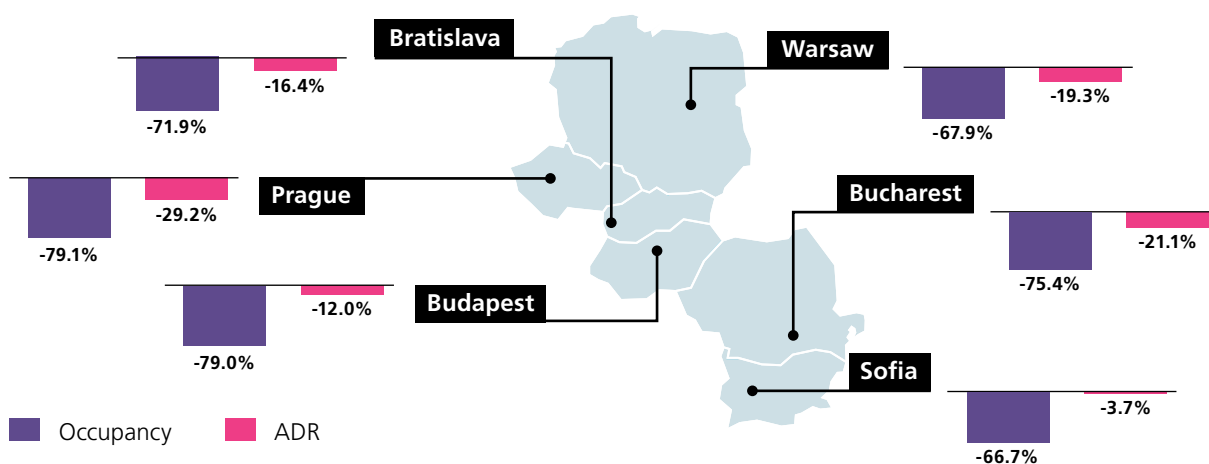 Bratislava
-71.9%
-16.4%
Warsaw
-67.9%
-19.3%
Prague
-79.1%
-29.2%
Bucharest
-75.4%
-21.1%
Budapest
-79.0%
-12.0%
Sofia
-66.7%
-3.7%
Occupancy
ADR